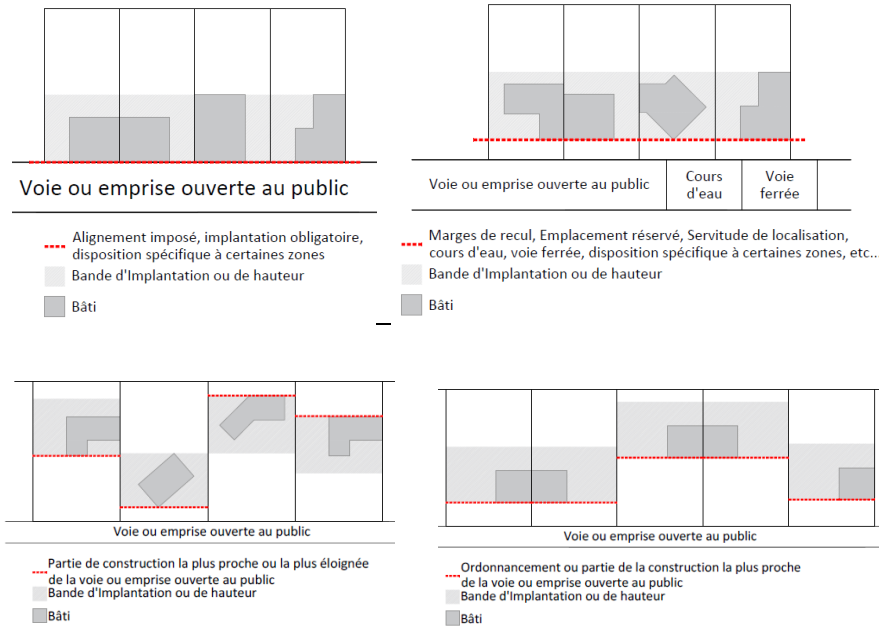 Voie ou emprise ouverte au public
Alignement imposé, implantation obligatoire,
disposition spécifique à certaines zones
Bande d'Implantation ou de hauteur
Bâti
Voie ou emprise ouverte au public
Cours
d'eau
Voie
ferrée
Marges de recul, Emplacement réservé, Servitude de localisation,
cours d'eau, voie ferrée, disposition spécifique à certaines zones, etc...
Bande d'Implantation ou de hauteur
Bâti
Voie ou emprise ouverte au public
Partie de construction la plus proche ou la plus éloignée
de la voie ou emprise ouverte au public
Bande d'Implantation ou de hauteur
Bâti
Voie ou emprise ouverte au public
Ordonnancement ou partie de la construction la plus proche
de la voie ou emprise ouverte au public
Bande d'Implantation ou de hauteur
Bâti